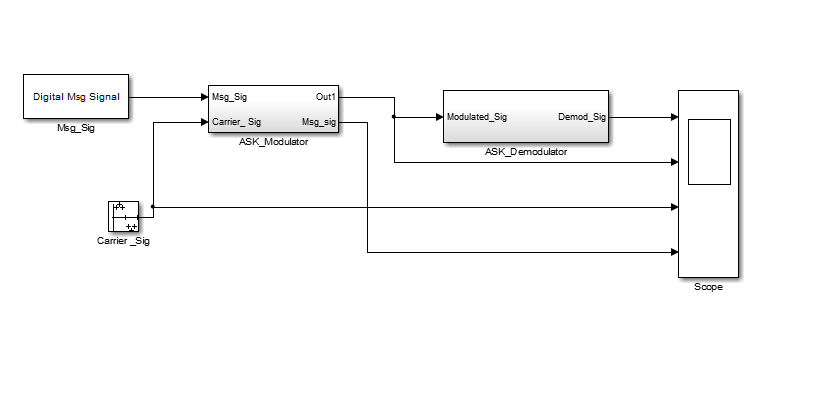 Digital Msg Signal
Msg_Sig
Msg_Sig
Carrier_ Sig
Out1
Msg_sig
ASK_Modulator
Modulated_Sig
Demod_Sig
ASK_Demodulator
Carrier _Sig
Scope